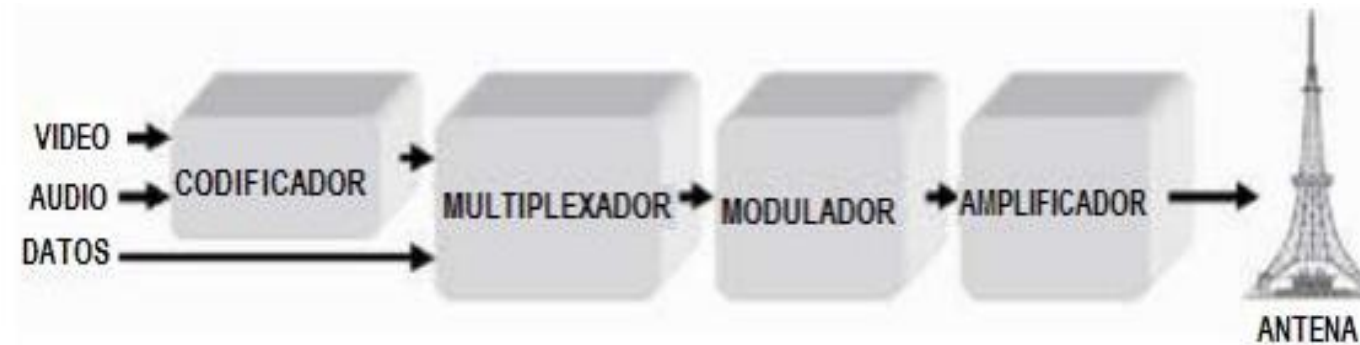 VIDEO
AUDIO
DATOS
CODIFICADOR
MULTIPLEXADOR
MODULADOR
AMPLIFICADOR
ANTENA